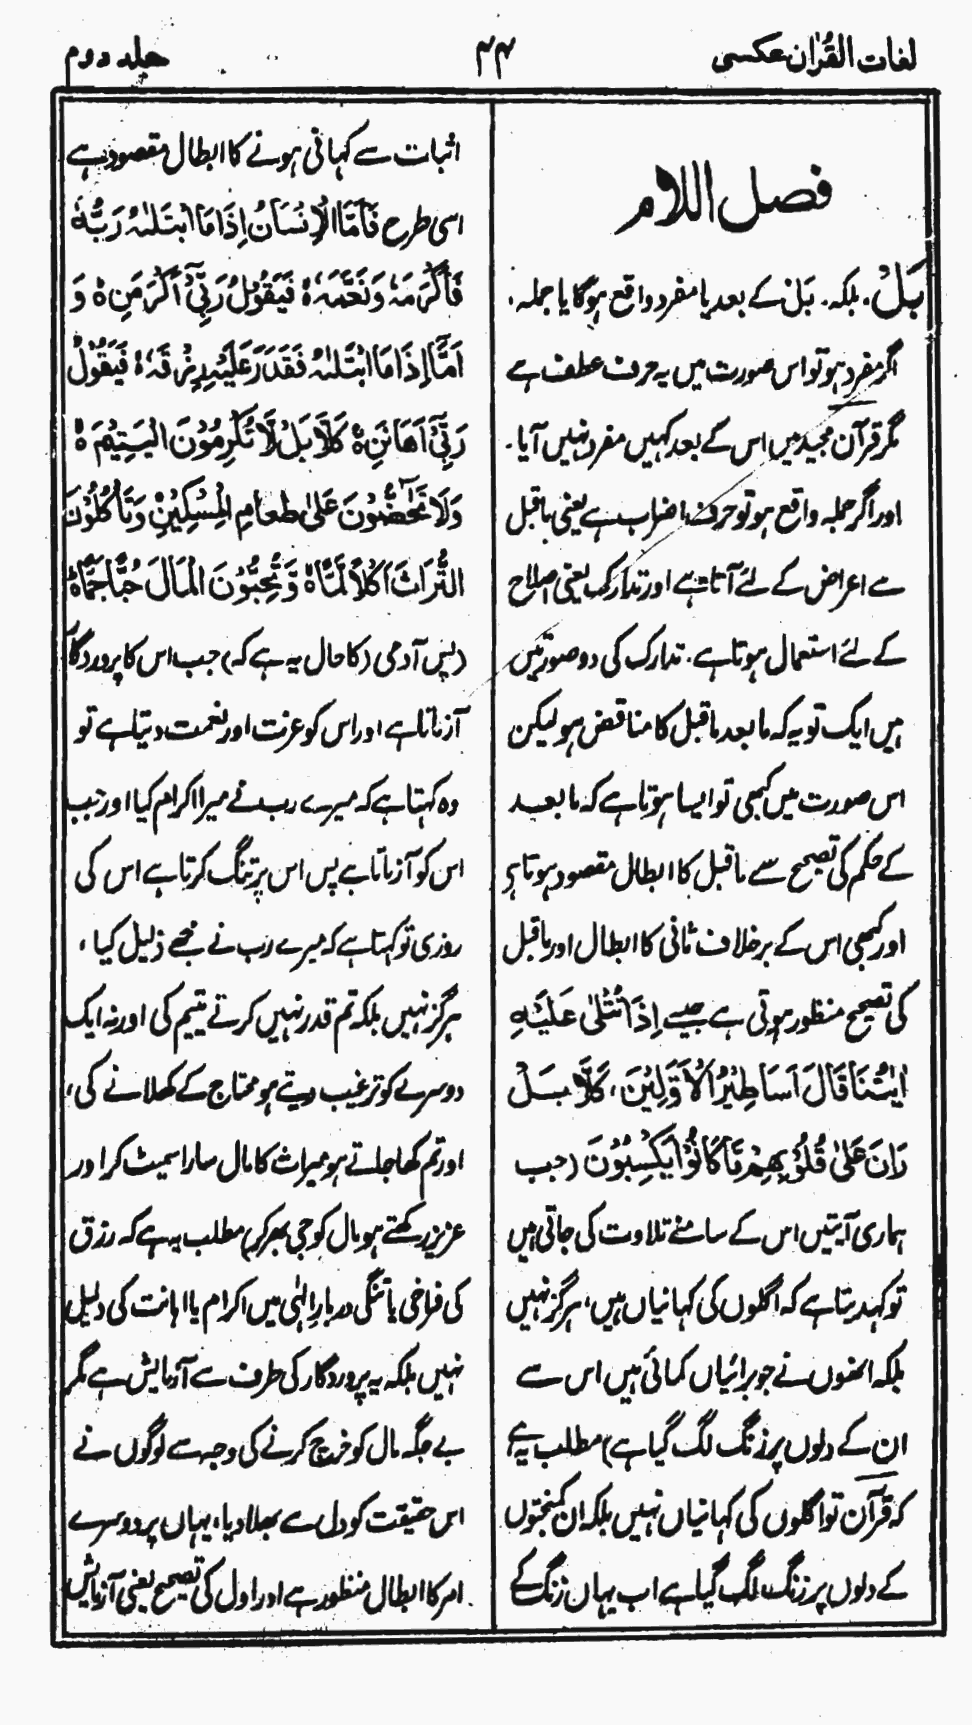 لغات القرآن عکسی
۴۴
جلد دوم
فصل اللام
بَلْ، بلکہ. بَلْ کے بعد یا مفرد واقع ہوگا یا جملہ،
اگر مفرد ہو تو اس صورت میں یہ حرف عطف ہے
مگر قرآن مجید میں اس کے بعد کہیں مفرد نہیں آیا.
اور اگر جملہ واقع ہو تو حرف اضراب ہے یعنی ماقبل
سے اعراض کے لئے آتا ہے اور تدارک یعنی اصلاح
کے لئے استعمال ہوتا ہے. تدارک کی دو صورتیں
ہیں ایک تو یہ کہ مابعد ماقبل کا مناقض ہو لیکن
اس صورت میں کبھی تو ایسا ہوتا ہے کہ مابعد
کے حکم کی تصحیح سے ماقبل کا ابطال مقصود ہوتا ہے
اور کبھی اس کے برخلاف ثانی کا ابطال اور ماقبل
کی تصحیح منظور ہوتی ہے جیسے اِذَا تُتْلٰی عَلَیْہِ
اٰیٰتُنَا قَالَ اَسَاطِیْرُ الْاَوَّلِیْنَ، کَلَّا بَلْ
رَانَ عَلٰی قُلُوْبِهِمْ مَّا کَانُوْا یَکْسِبُوْنَ (جب
ہماری آیتیں اس کے سامنے تلاوت کی جاتی ہیں
تو کہہ دیتا ہے کہ اگلوں کی کہانیاں ہیں، ہرگز نہیں
بلکہ انھوں نے جو برائیاں کمائی ہیں اس سے
ان کے دلوں پر زنگ لگ گیا ہے) مطلب یہ ہے
کہ قرآن تو اگلوں کی کہانیاں نہیں بلکہ ان کمبختوں
کے دلوں پر زنگ لگ گیا ہے اب یہاں زنگ کے
اثبات سے کہانی ہونے کا ابطال مقصود ہے
اسی طرح فَاَمَّا الْاِنْسَانُ اِذَا مَا ابْتَلٰىہُ رَبُّہٗ
فَاَکْرَمَہٗ وَنَعَّمَہٗ ۵ فَیَقُوْلُ رَبِّیْٓ اَکْرَمَنِ ۵ وَ
اَمَّآ اِذَا مَا ابْتَلٰىہُ فَقَدَرَ عَلَیْہِ رِزْقَہٗ ۵ فَیَقُوْلُ
رَبِّیْٓ اَھَانَنِ ۵ کَلَّا بَلْ لَّا تُکْرِمُوْنَ الْیَتِیْمَ ۵
وَلَا تَحٰٓضُّوْنَ عَلٰی طَعَامِ الْمِسْکِیْنِ وَتَاْکُلُوْنَ
التُّرَاثَ اَکْلًا لَّمًّا ۵ وَّ تُحِبُّوْنَ الْمَالَ حُبًّا جَمًّا ۵
(پس آدمی (کا حال یہ ہے کہ) جب اس کا پروردگار
آزماتا ہے اور اس کو عزت اور نعمت دیتا ہے تو
وہ کہتا ہے کہ میرے رب نے میرا اکرام کیا اور جب
اس کو آزماتا ہے پس اس پر تنگ کرتا ہے اس کی
روزی تو کہتا ہے کہ میرے رب نے مجھے ذلیل کیا،
ہرگز نہیں بلکہ تم قدر نہیں کرتے یتیم کی اور نہ ایک
دوسرے کو ترغیب دیتے ہو محتاج کے کھلانے کی،
اور تم کھا جاتے ہو میراث کا مال سارا سمیٹ کر اور
عزیز رکھتے ہو مال کو جی بھر کر) مطلب یہ ہے کہ رزق
کی فراخی یا تنگی دربارِ الٰہی میں اکرام یا اہانت کی دلیل
نہیں بلکہ یہ پروردگار کی طرف سے آزمایش ہے مگر
بے جگہ مال کو خرچ کرنے کی وجہ سے لوگوں نے
اس حقیقت کو دل سے بھلا دیا، یہاں پر دوسرے
امر کا ابطال منظور ہے اور اول کی تصحیح یعنی آزمایش